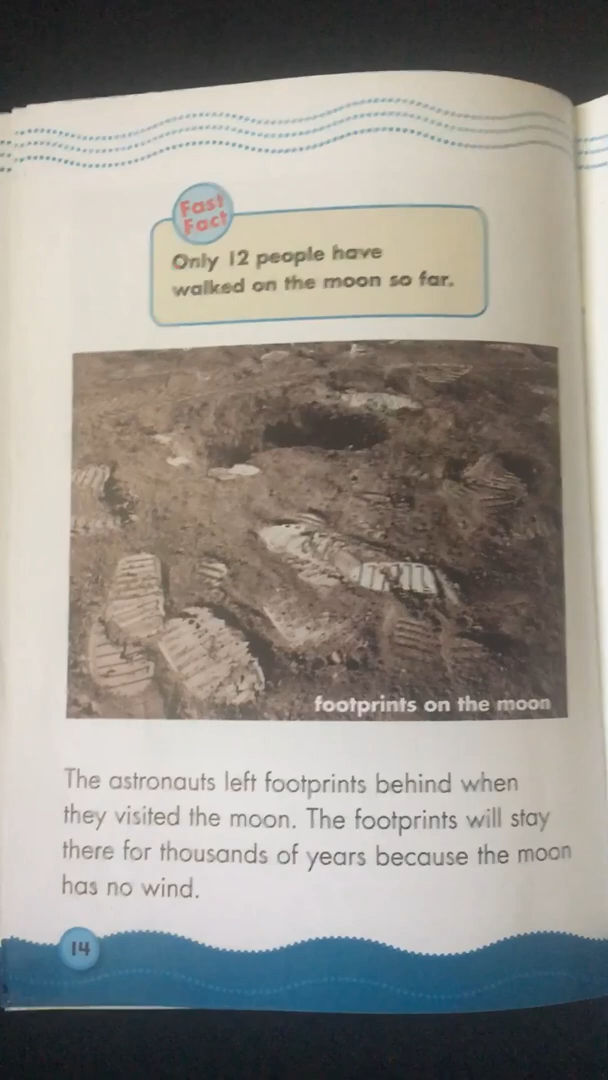 Fast
Fact
Only 12 people have
walked on the moon so far.
footprints on the moon
The astronauts left footprints behind when
they visited the moon. The footprints will stay
there for thousands of years because the moon
has no wind.
14